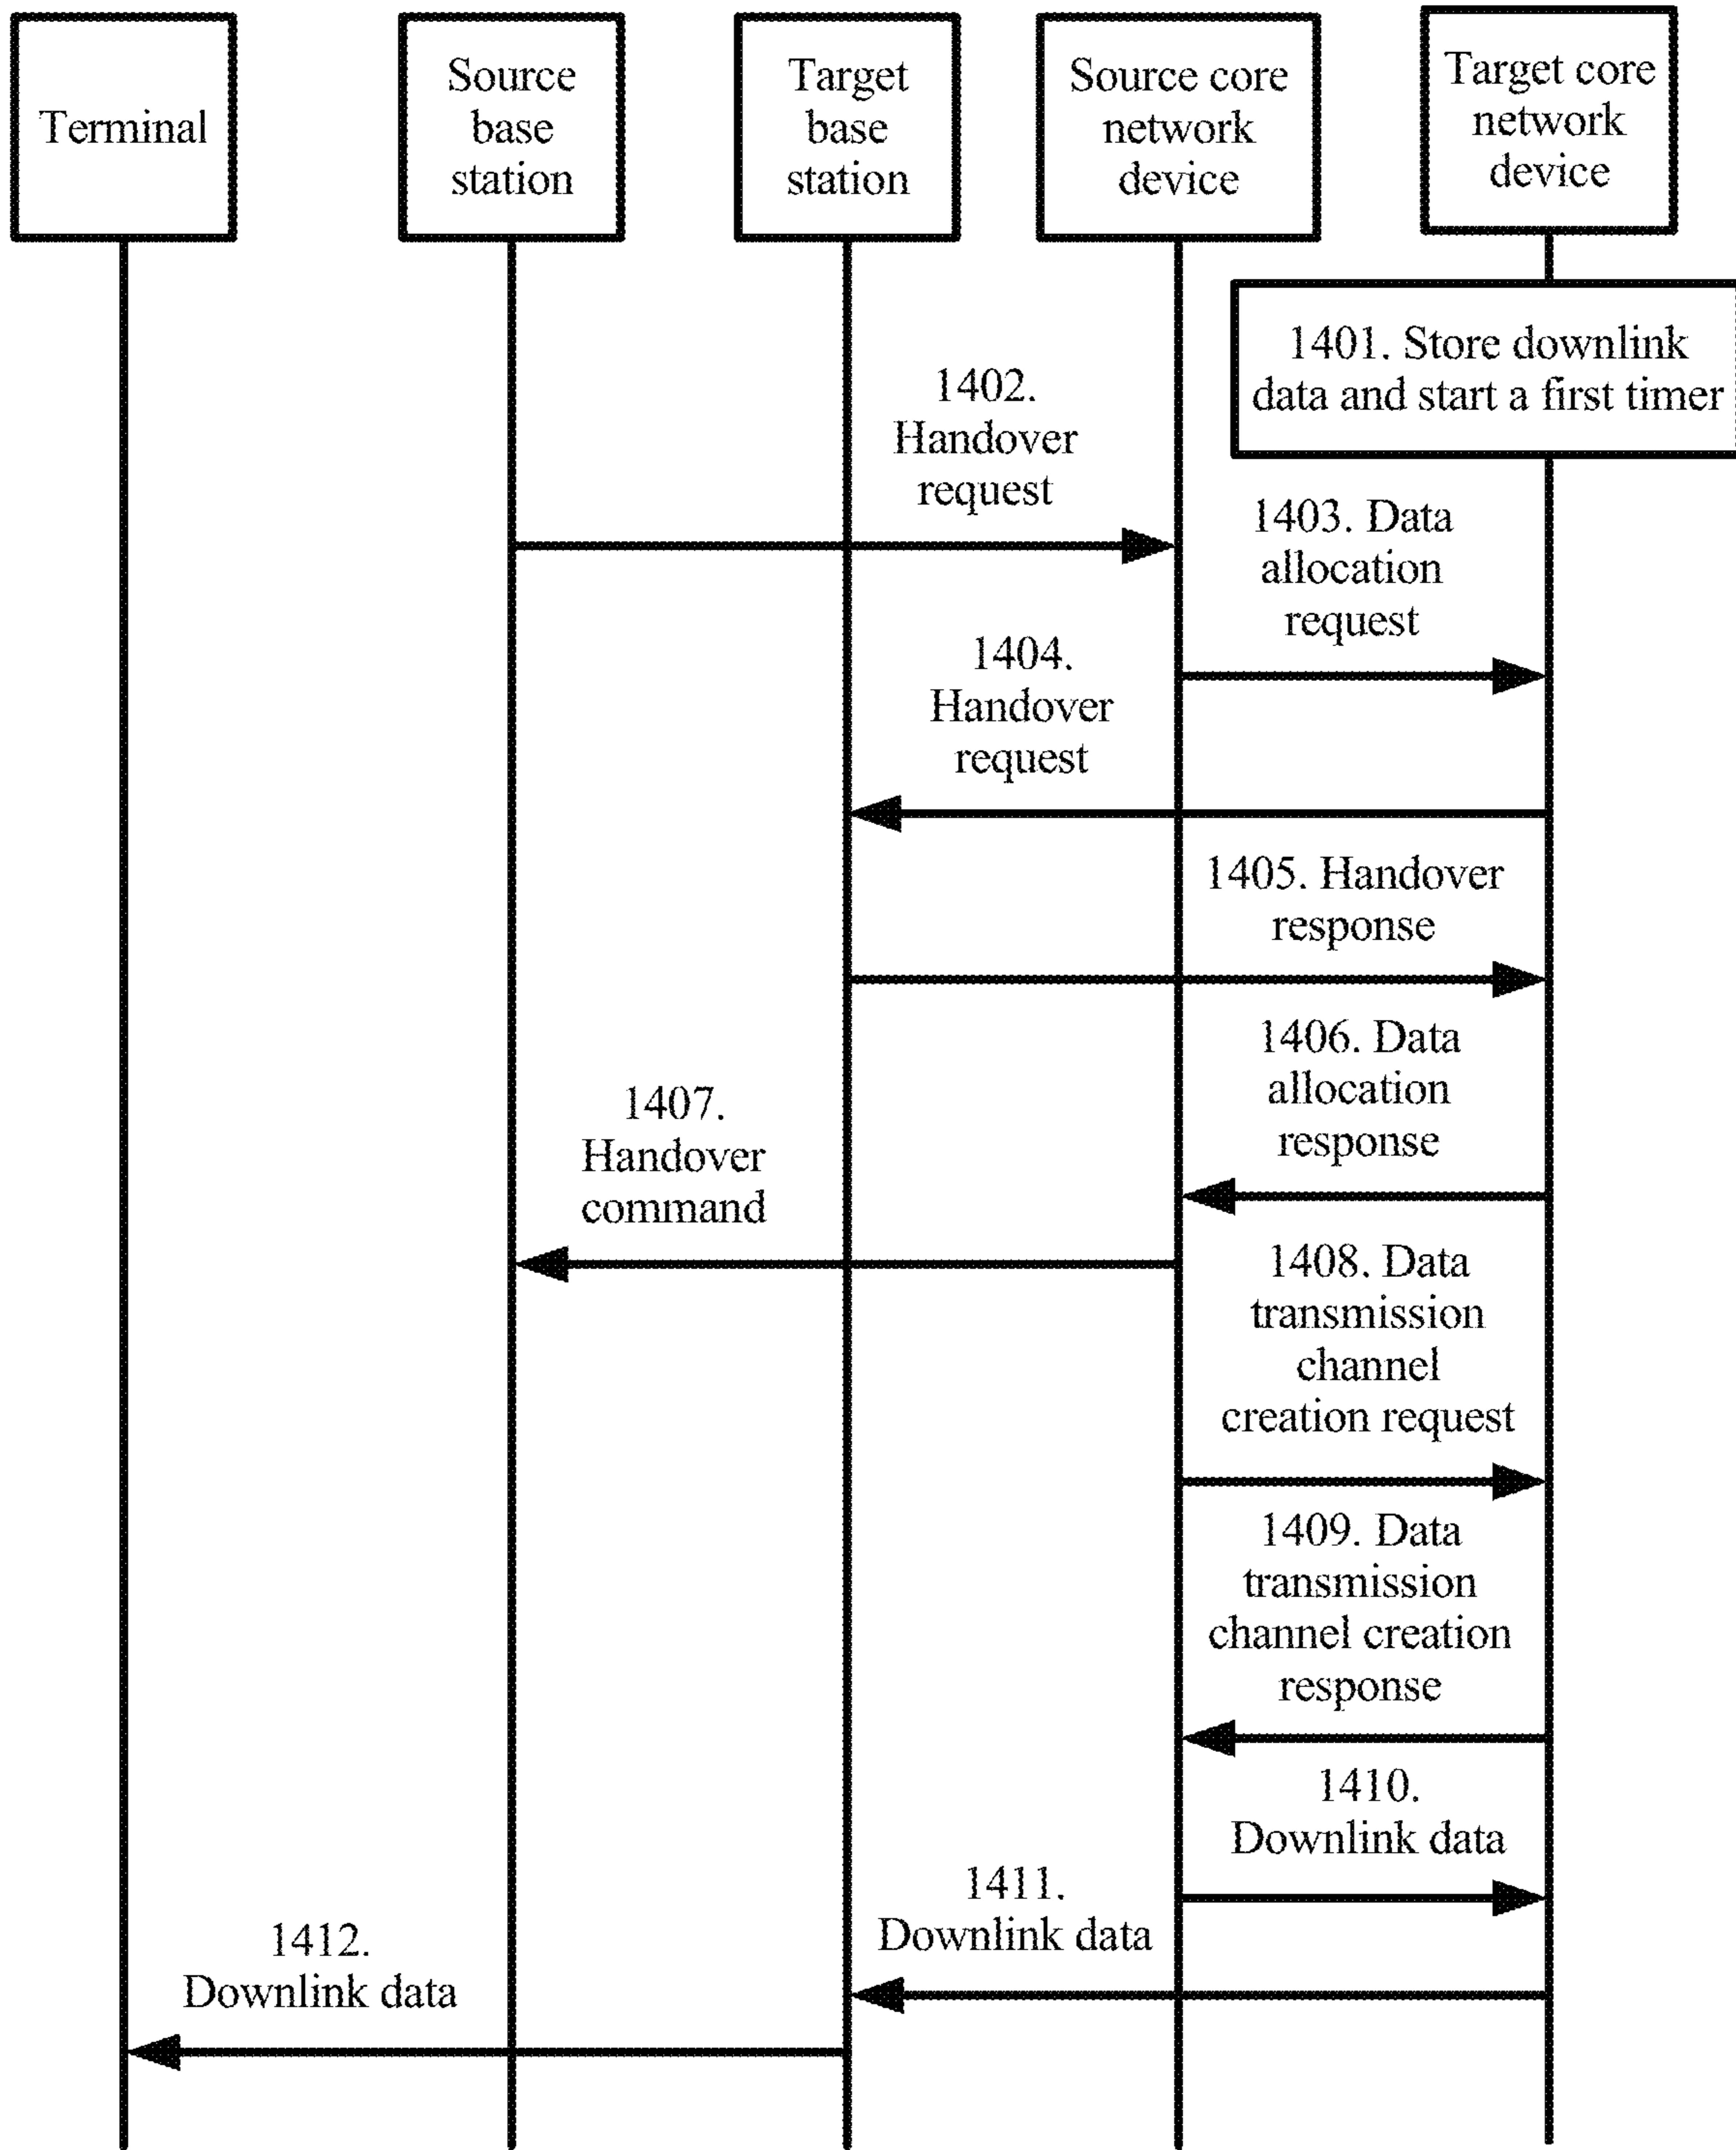 Terminal
Source
base
station
Target
base
station
Source core
network
device
Target core
network
device
1401. Store downlink
data and start a first timer
1402.
Handover
request
1403. Data
allocation
request
1404.
Handover
request
1405. Handover
response
1406. Data
allocation
response
1407.
Handover
command
1408. Data
transmission
channel
creation request
1409. Data
transmission
channel creation
response
1410.
Downlink data
1411.
Downlink data
1412.
Downlink data